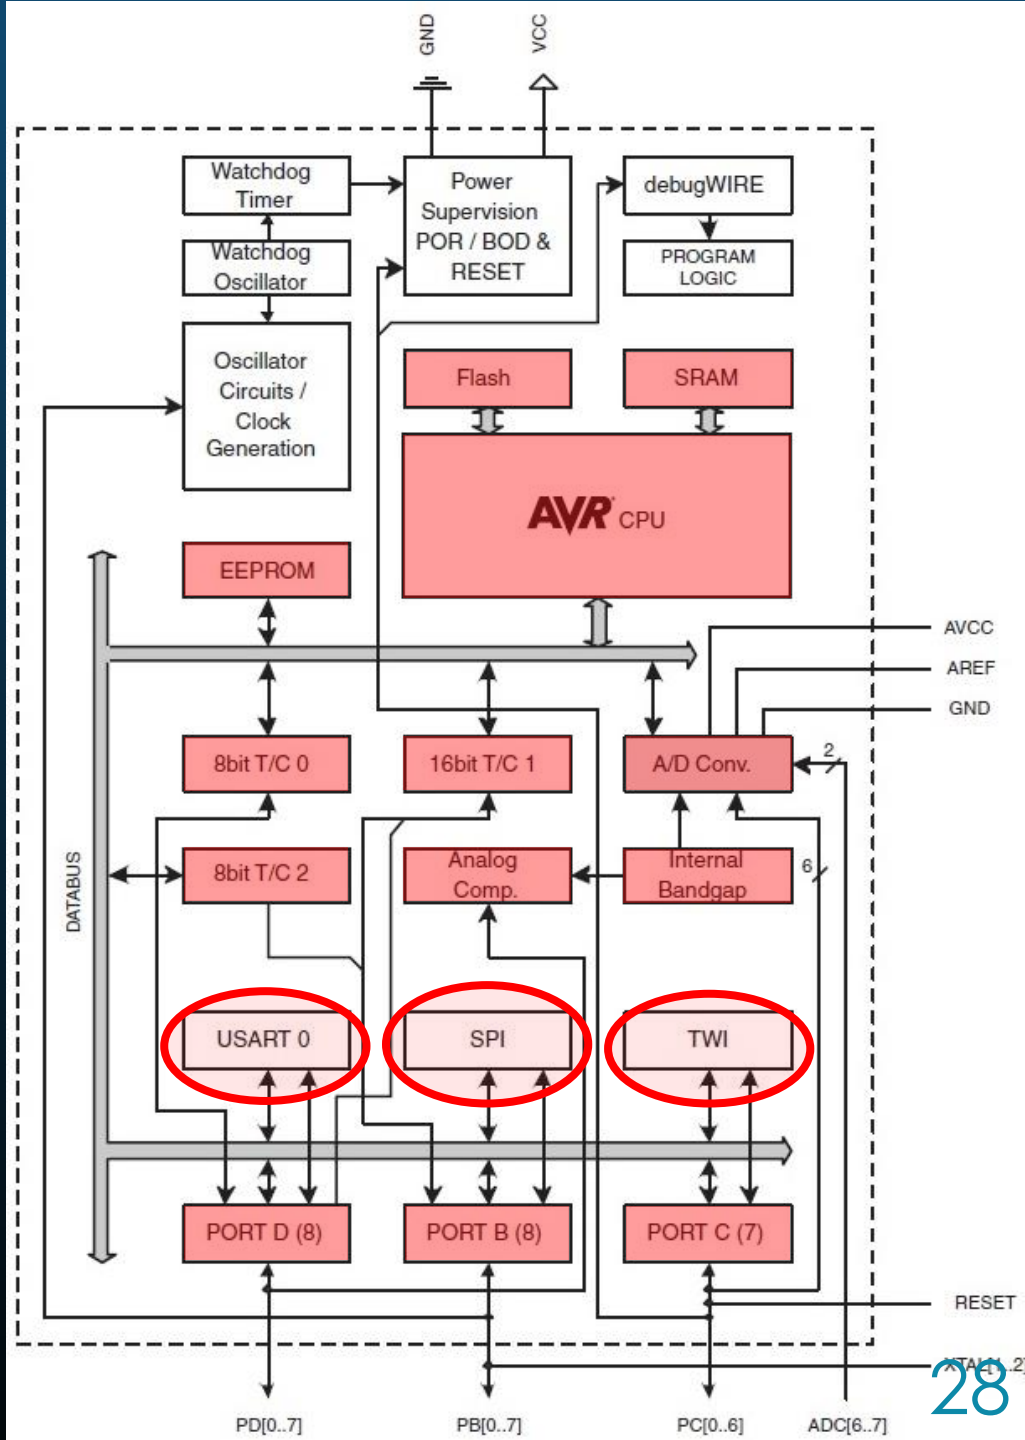 GND
VCC
Watchdog
Timer
Power
Supervision
POR / BOD &
RESET
debugWIRE
Watchdog
Oscillator
PROGRAM
LOGIC
Oscillator
Circuits /
Clock
Generation
Flash
SRAM
AVR CPU
EEPROM
AVCC
AREF
GND
8bit T/C 0
16bit T/C 1
A/D Conv.
2
DATABUS
8bit T/C 2
Analog
Comp.
Internal
Bandgap
6
USART 0
SPI
TWI
PORT D (8)
PORT B (8)
PORT C (7)
RESET
XTAL[1..2]
28
PD[0..7]
PB[0..7]
PC[0..6]
ADC[6..7]